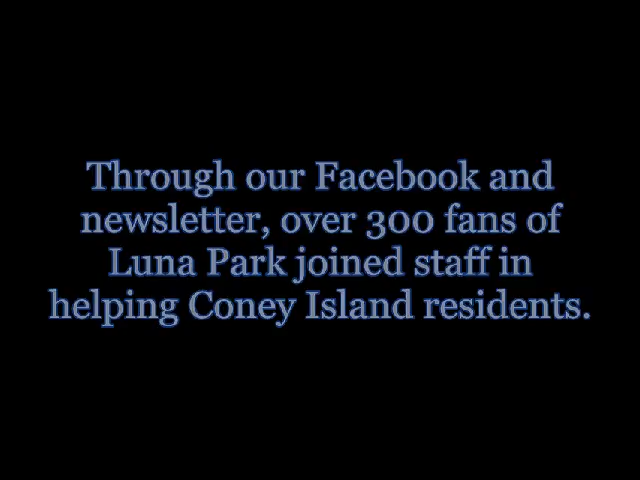 Through our Facebook and
newsletter, over 300 fans of
Luna Park joined staff in
helping Coney Island residents.